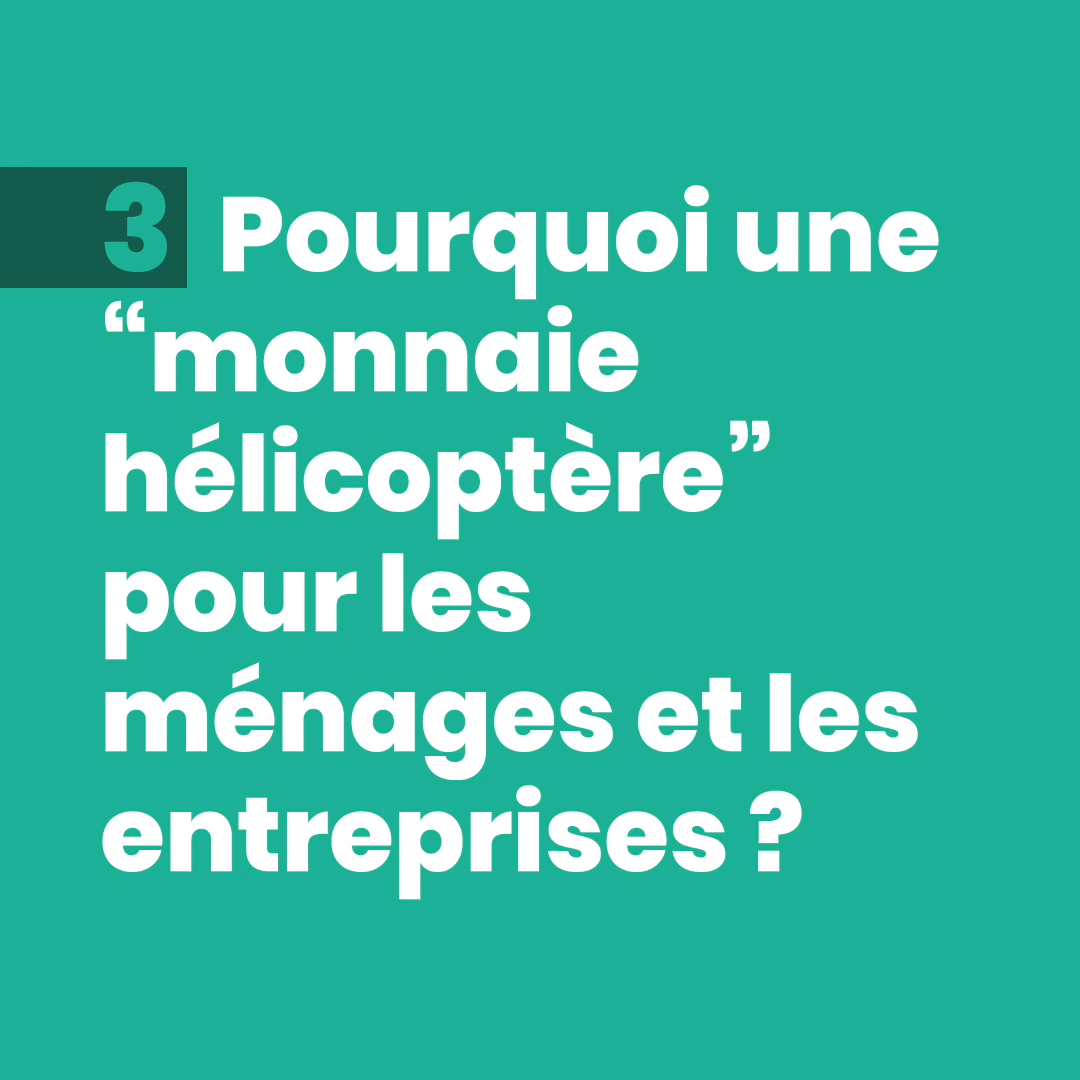 3 Pourquoi une
“monnaie
hélicoptère”
pour les
ménages et les
entreprises ?